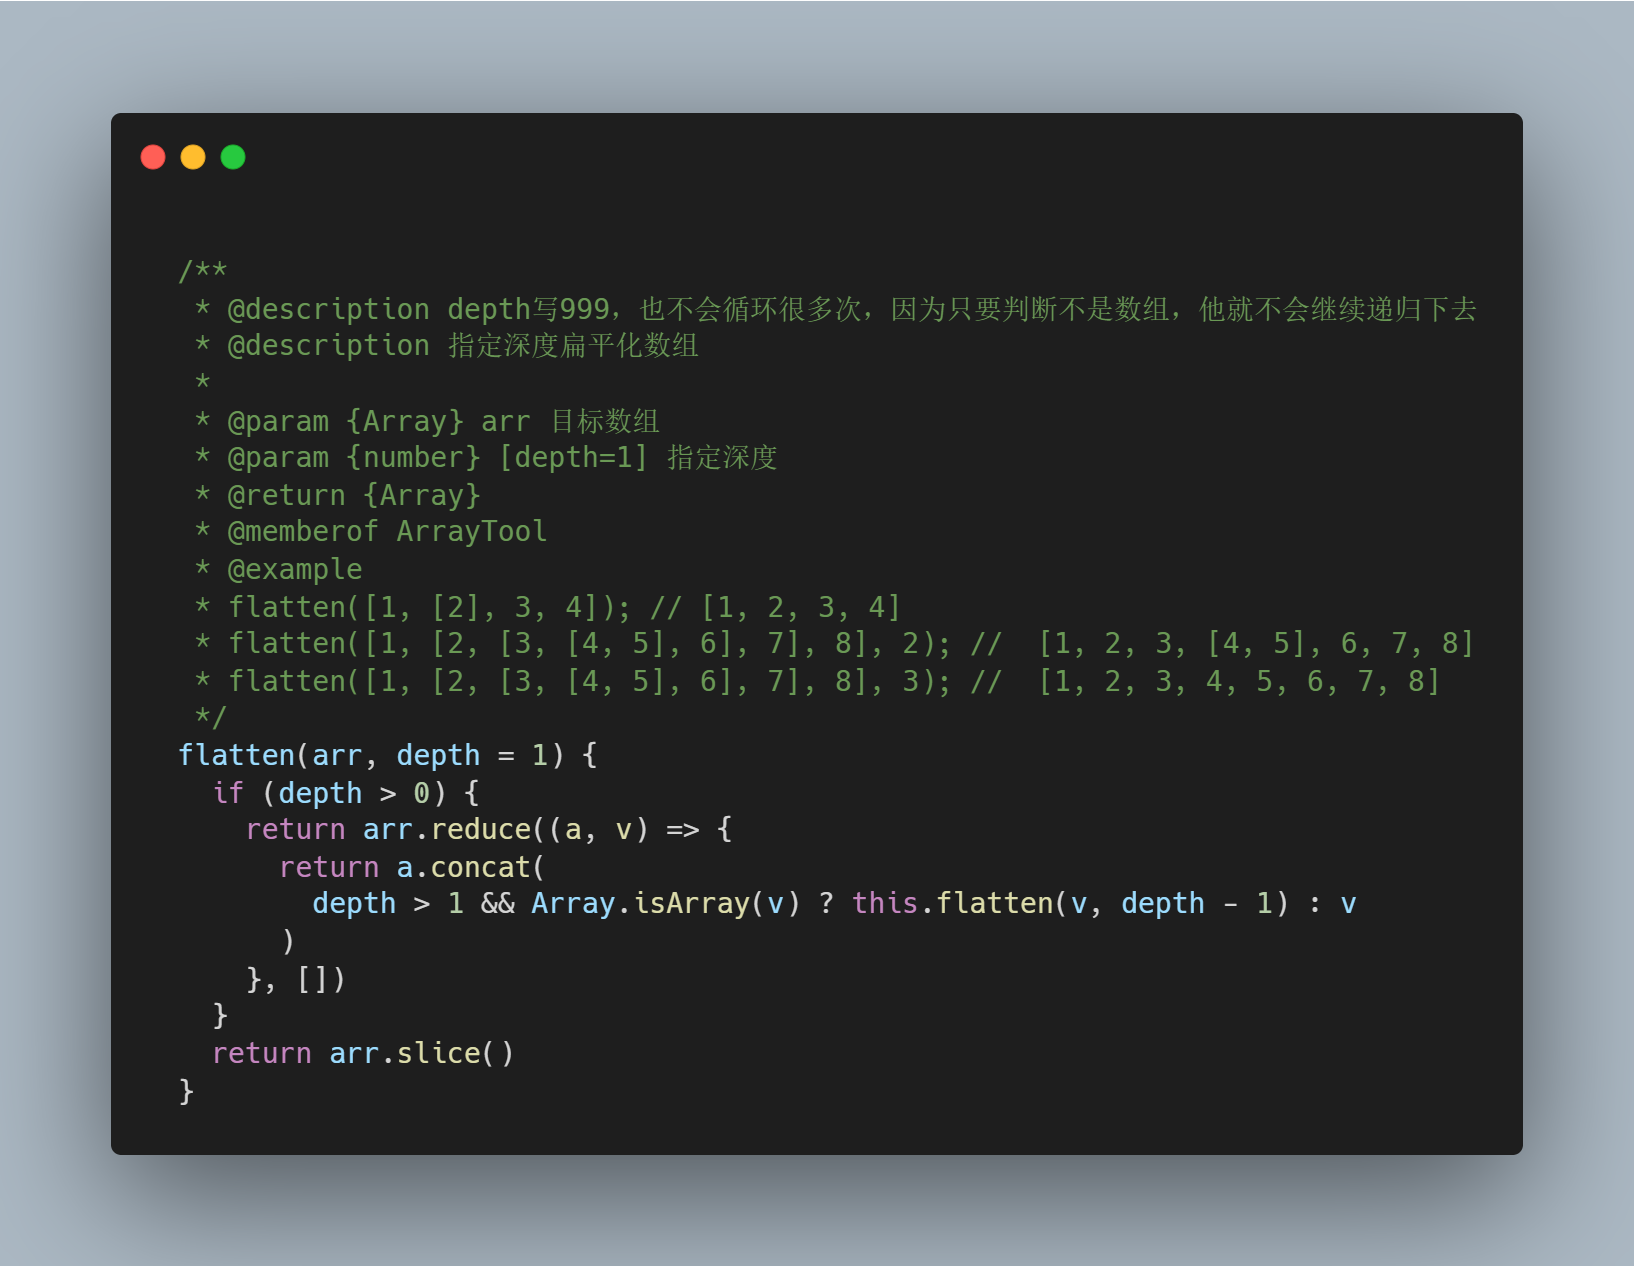 /**
 * @description depth写999，也不会循环很多次，因为只要判断不是数组，他就不会继续递归下去
 * @description 指定深度扁平化数组
 *
 * @param {Array} arr 目标数组
 * @param {number} [depth=1] 指定深度
 * @return {Array}
 * @memberof ArrayTool
 * @example
 * flatten([1, [2], 3, 4]); // [1, 2, 3, 4]
 * flatten([1, [2, [3, [4, 5], 6], 7], 8], 2); //  [1, 2, 3, [4, 5], 6, 7, 8]
 * flatten([1, [2, [3, [4, 5], 6], 7], 8], 3); //  [1, 2, 3, 4, 5, 6, 7, 8]
 */
flatten(arr, depth = 1) {
  if (depth > 0) {
    return arr.reduce((a, v) => {
      return a.concat(
        depth > 1 && Array.isArray(v) ? this.flatten(v, depth - 1) : v
      )
    }, [])
  }
  return arr.slice()
}